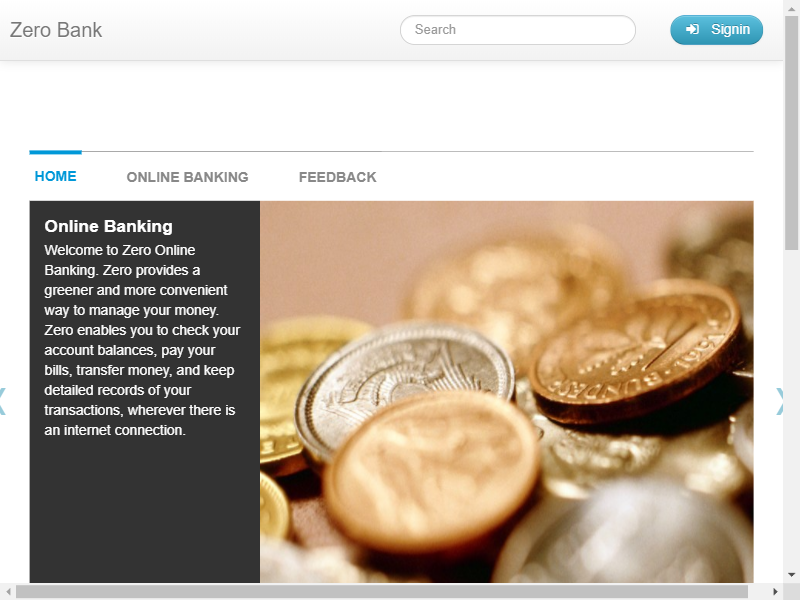 Zero Bank
Search
Signin
HOME
ONLINE BANKING
FEEDBACK
Online Banking
Welcome to Zero Online
Banking. Zero provides a
greener and more convenient
way to manage your money.
Zero enables you to check your
account balances, pay your
bills, transfer money, and keep
detailed records of your
transactions, wherever there is
an internet connection.